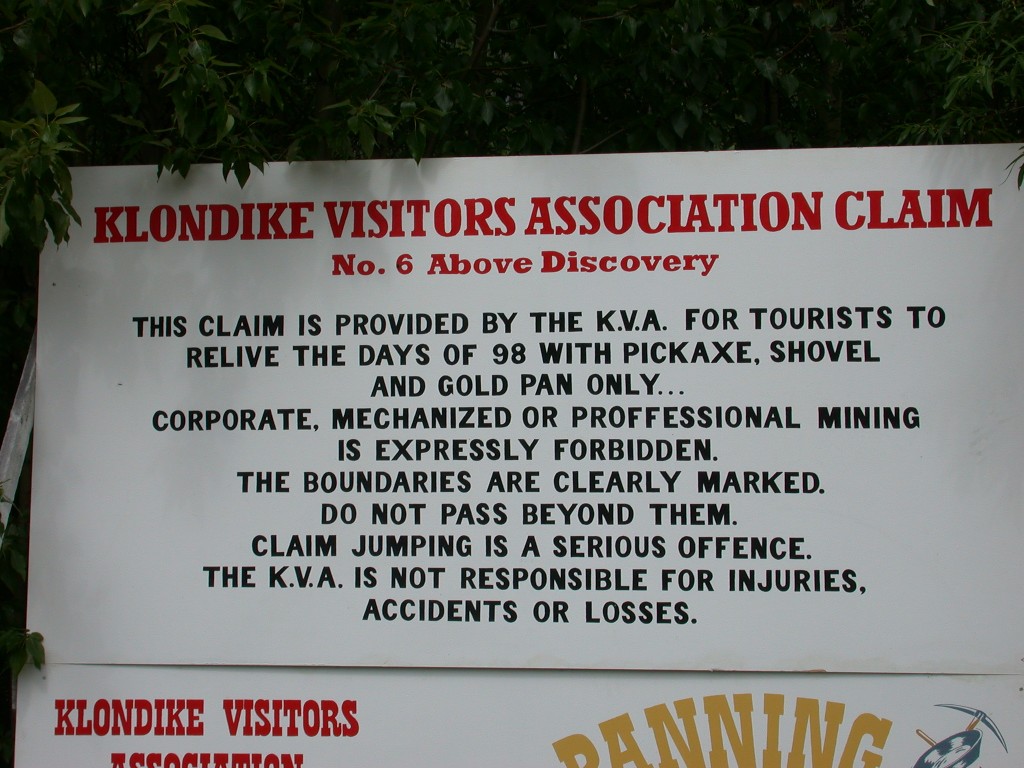 KLONDIKE VISITORS ASSOCIATION CLAIM
No. 6 Above Discovery
THIS CLAIM IS PROVIDED BY THE K.V.A. FOR TOURISTS TO
RELIVE THE DAYS OF 98 WITH PICKAXE, SHOVEL
AND GOLD PAN ONLY...
CORPORATE, MECHANIZED OR PROFFESSIONAL MINING
IS EXPRESSLY FORBIDDEN.
THE BOUNDARIES ARE CLEARLY MARKED.
DO NOT PASS BEYOND THEM.
CLAIM JUMPING IS A SERIOUS OFFENCE.
THE K.V.A. IS NOT RESPONSIBLE FOR INJURIES,
ACCIDENTS OR LOSSES.
KLONDIKE VISITORS
ASSOCIATION
PANNING